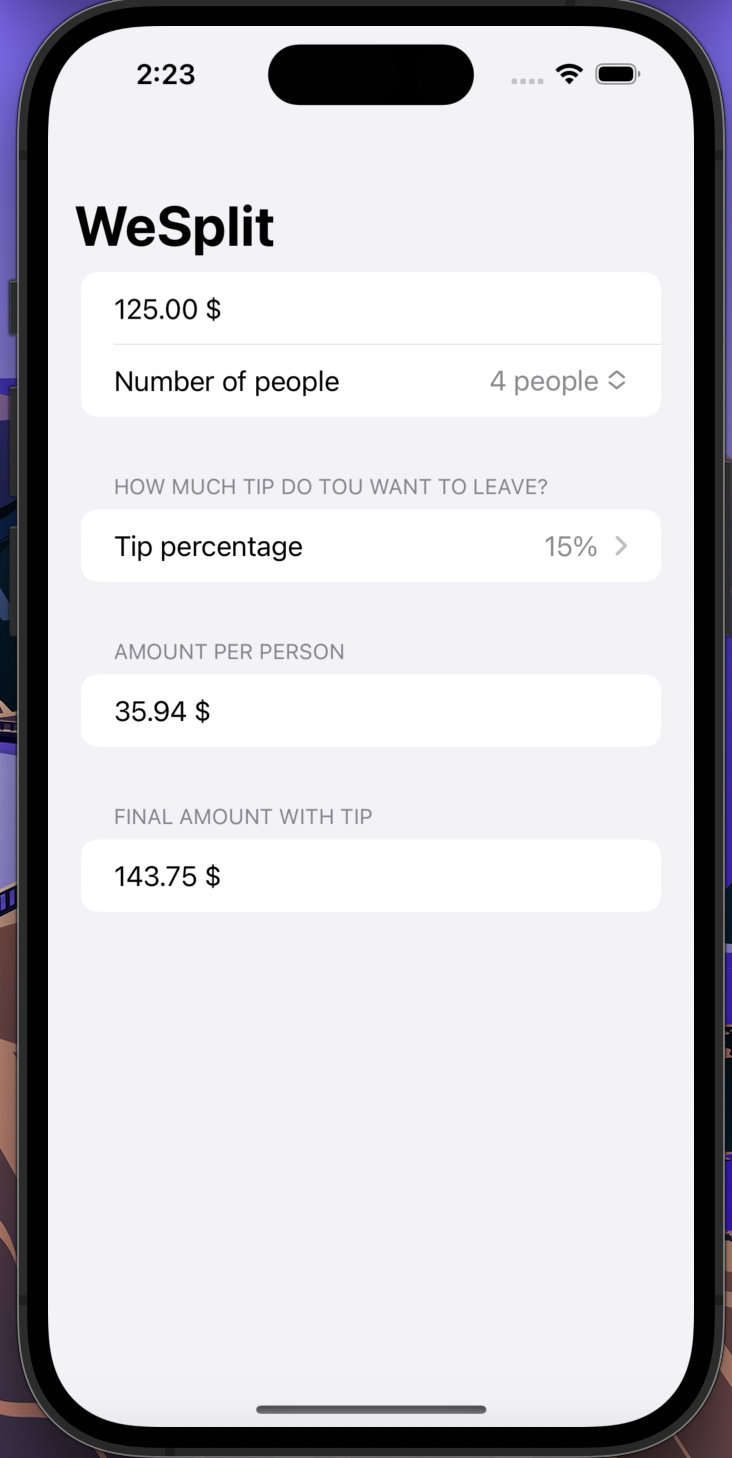 2:23
WeSplit
125.00 $
Number of people 4 people
HOW MUCH TIP DO TOU WANT TO LEAVE?
Tip percentage 15%
AMOUNT PER PERSON
35.94 $
FINAL AMOUNT WITH TIP
143.75 $